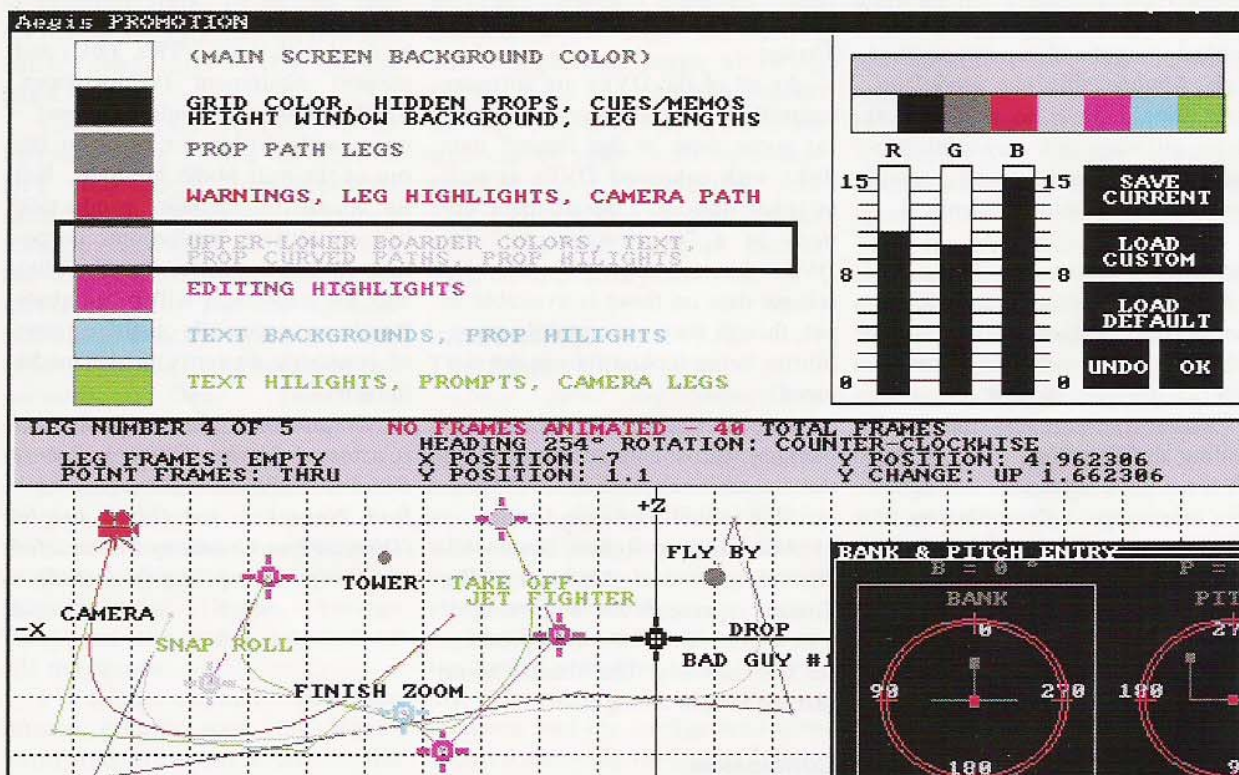 Aegis PROMOTION
(MAIN SCREEN BACKGROUND COLOR)
GRID COLOR, HIDDEN PROPS, CUES/MEMOS
HEIGHT WINDOW BACKGROUND, LEG LENGTHS
PROP PATH LEGS
WARNINGS, LEG HIGHLIGHTS, CAMERA PATH
UPPER-LOWER BOARDER COLORS, TEXT,
PROP CURVED PATHS, PROP HILIGHTS
EDITING HIGHLIGHTS
TEXT BACKGROUNDS, PROP HILIGHTS
TEXT HILIGHTS, PROMPTS, CAMERA LEGS
R G B
15 15
8 8
0 0
SAVE
CURRENT
LOAD
CUSTOM
LOAD
DEFAULT
UNDO OK
LEG NUMBER 4 OF 5 NO FRAMES ANIMATED - 40 TOTAL FRAMES
HEADING 254° ROTATION: COUNTER-CLOCKWISE
LEG FRAMES: EMPTY X POSITION:-7 Y POSITION: 4.962306
POINT FRAMES: THRU Y POSITION: 1.1 Y CHANGE: UP 1.662306
+Z
FLY BY
TOWER
TAKE OFF
JET FIGHTER
CAMERA
-X
SNAP ROLL
DROP
BAD GUY #1
FINISH ZOOM
BANK & PITCH ENTRY
B = 0 ° P =
BANK PIT
0 27
90 270 180
180 9